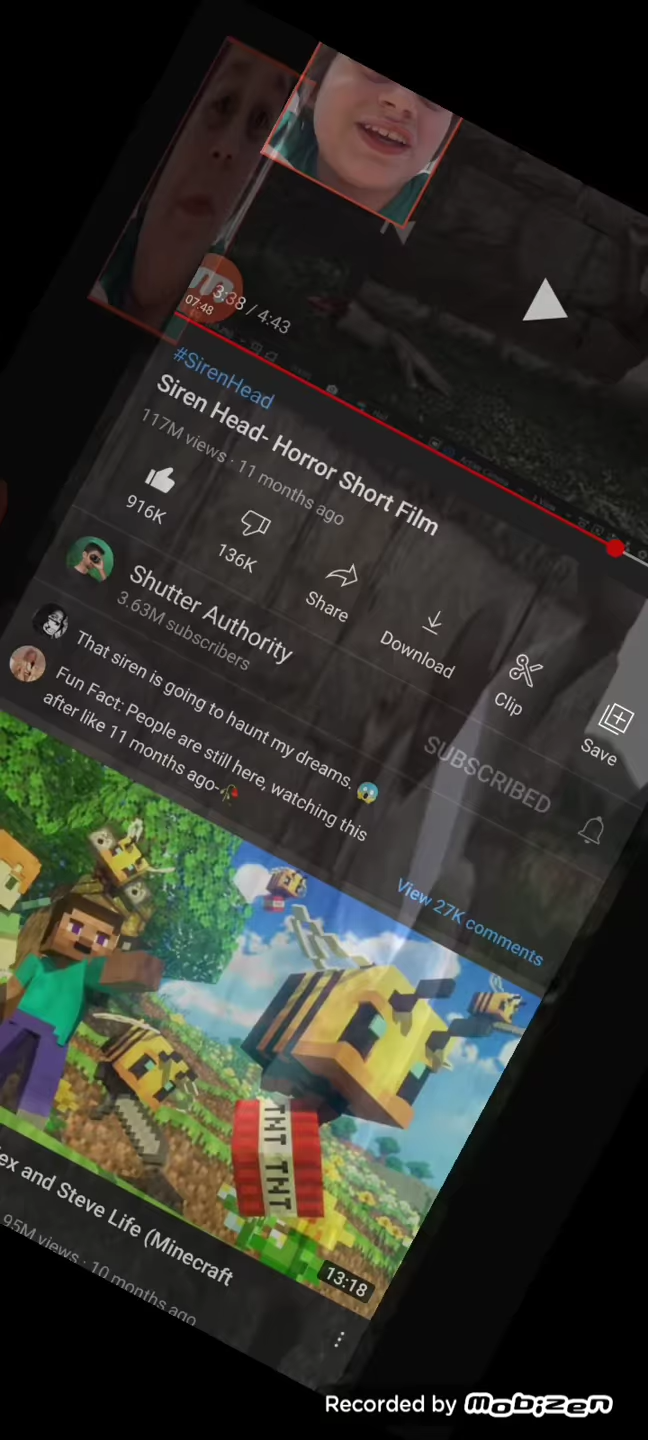 3:38 / 4:43
07:48
#SirenHead
Siren Head- Horror Short Film
117M views · 11 months ago
916K
136K
Share
Download
Clip
Save
Shutter Authority
3.63M subscribers
SUBSCRIBED
That siren is going to haunt my dreams. 😱
Fun Fact: People are still here, watching this
after like 11 months ago-🥀
View 27K comments
TNT TNT
13:18
ex and Steve Life (Minecraft
95M views · 10 months ago
Recorded by Mobizen